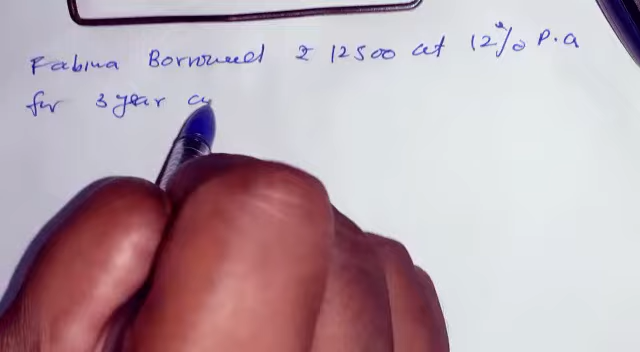 Fabina Borrowed ₹ 12500 at 12% P.a
for 3 year